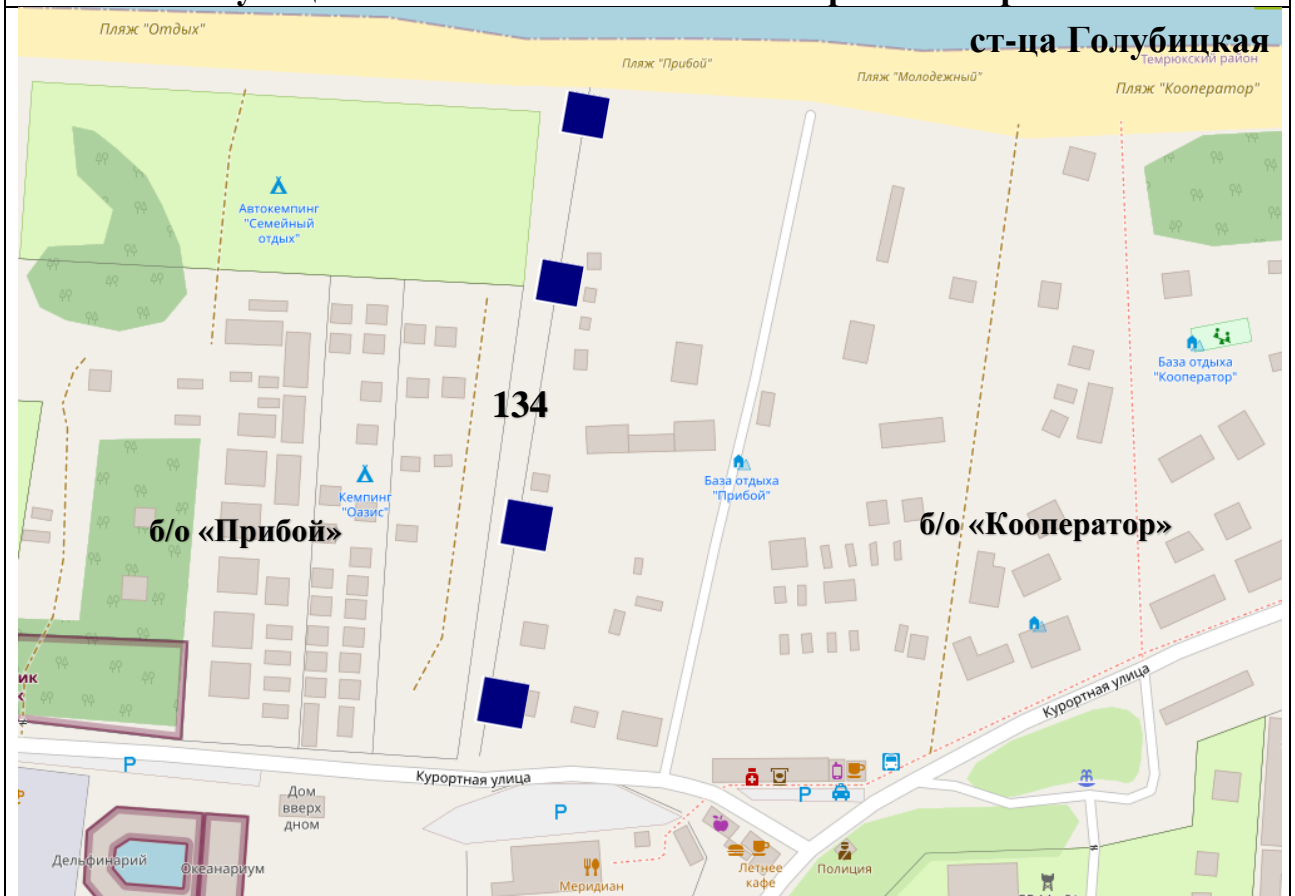 Пляж "Отдых"
ст-ца Голубицкая
Пляж "Прибой"
Темрюкский район
Пляж "Молодежный"
Пляж "Кооператор"
Автокемпинг
"Семейный
отдых"
База отдыха
"Кооператор"
134
База отдыха
"Прибой"
Кемпинг
"Оазис"
б/о «Прибой»
б/о «Кооператор»
ик
Курортная улица
P
Курортная улица
Дом
вверх
дном
P
P
Дельфинарий
Океанариум
Меридиан
Летнее
кафе
Полиция